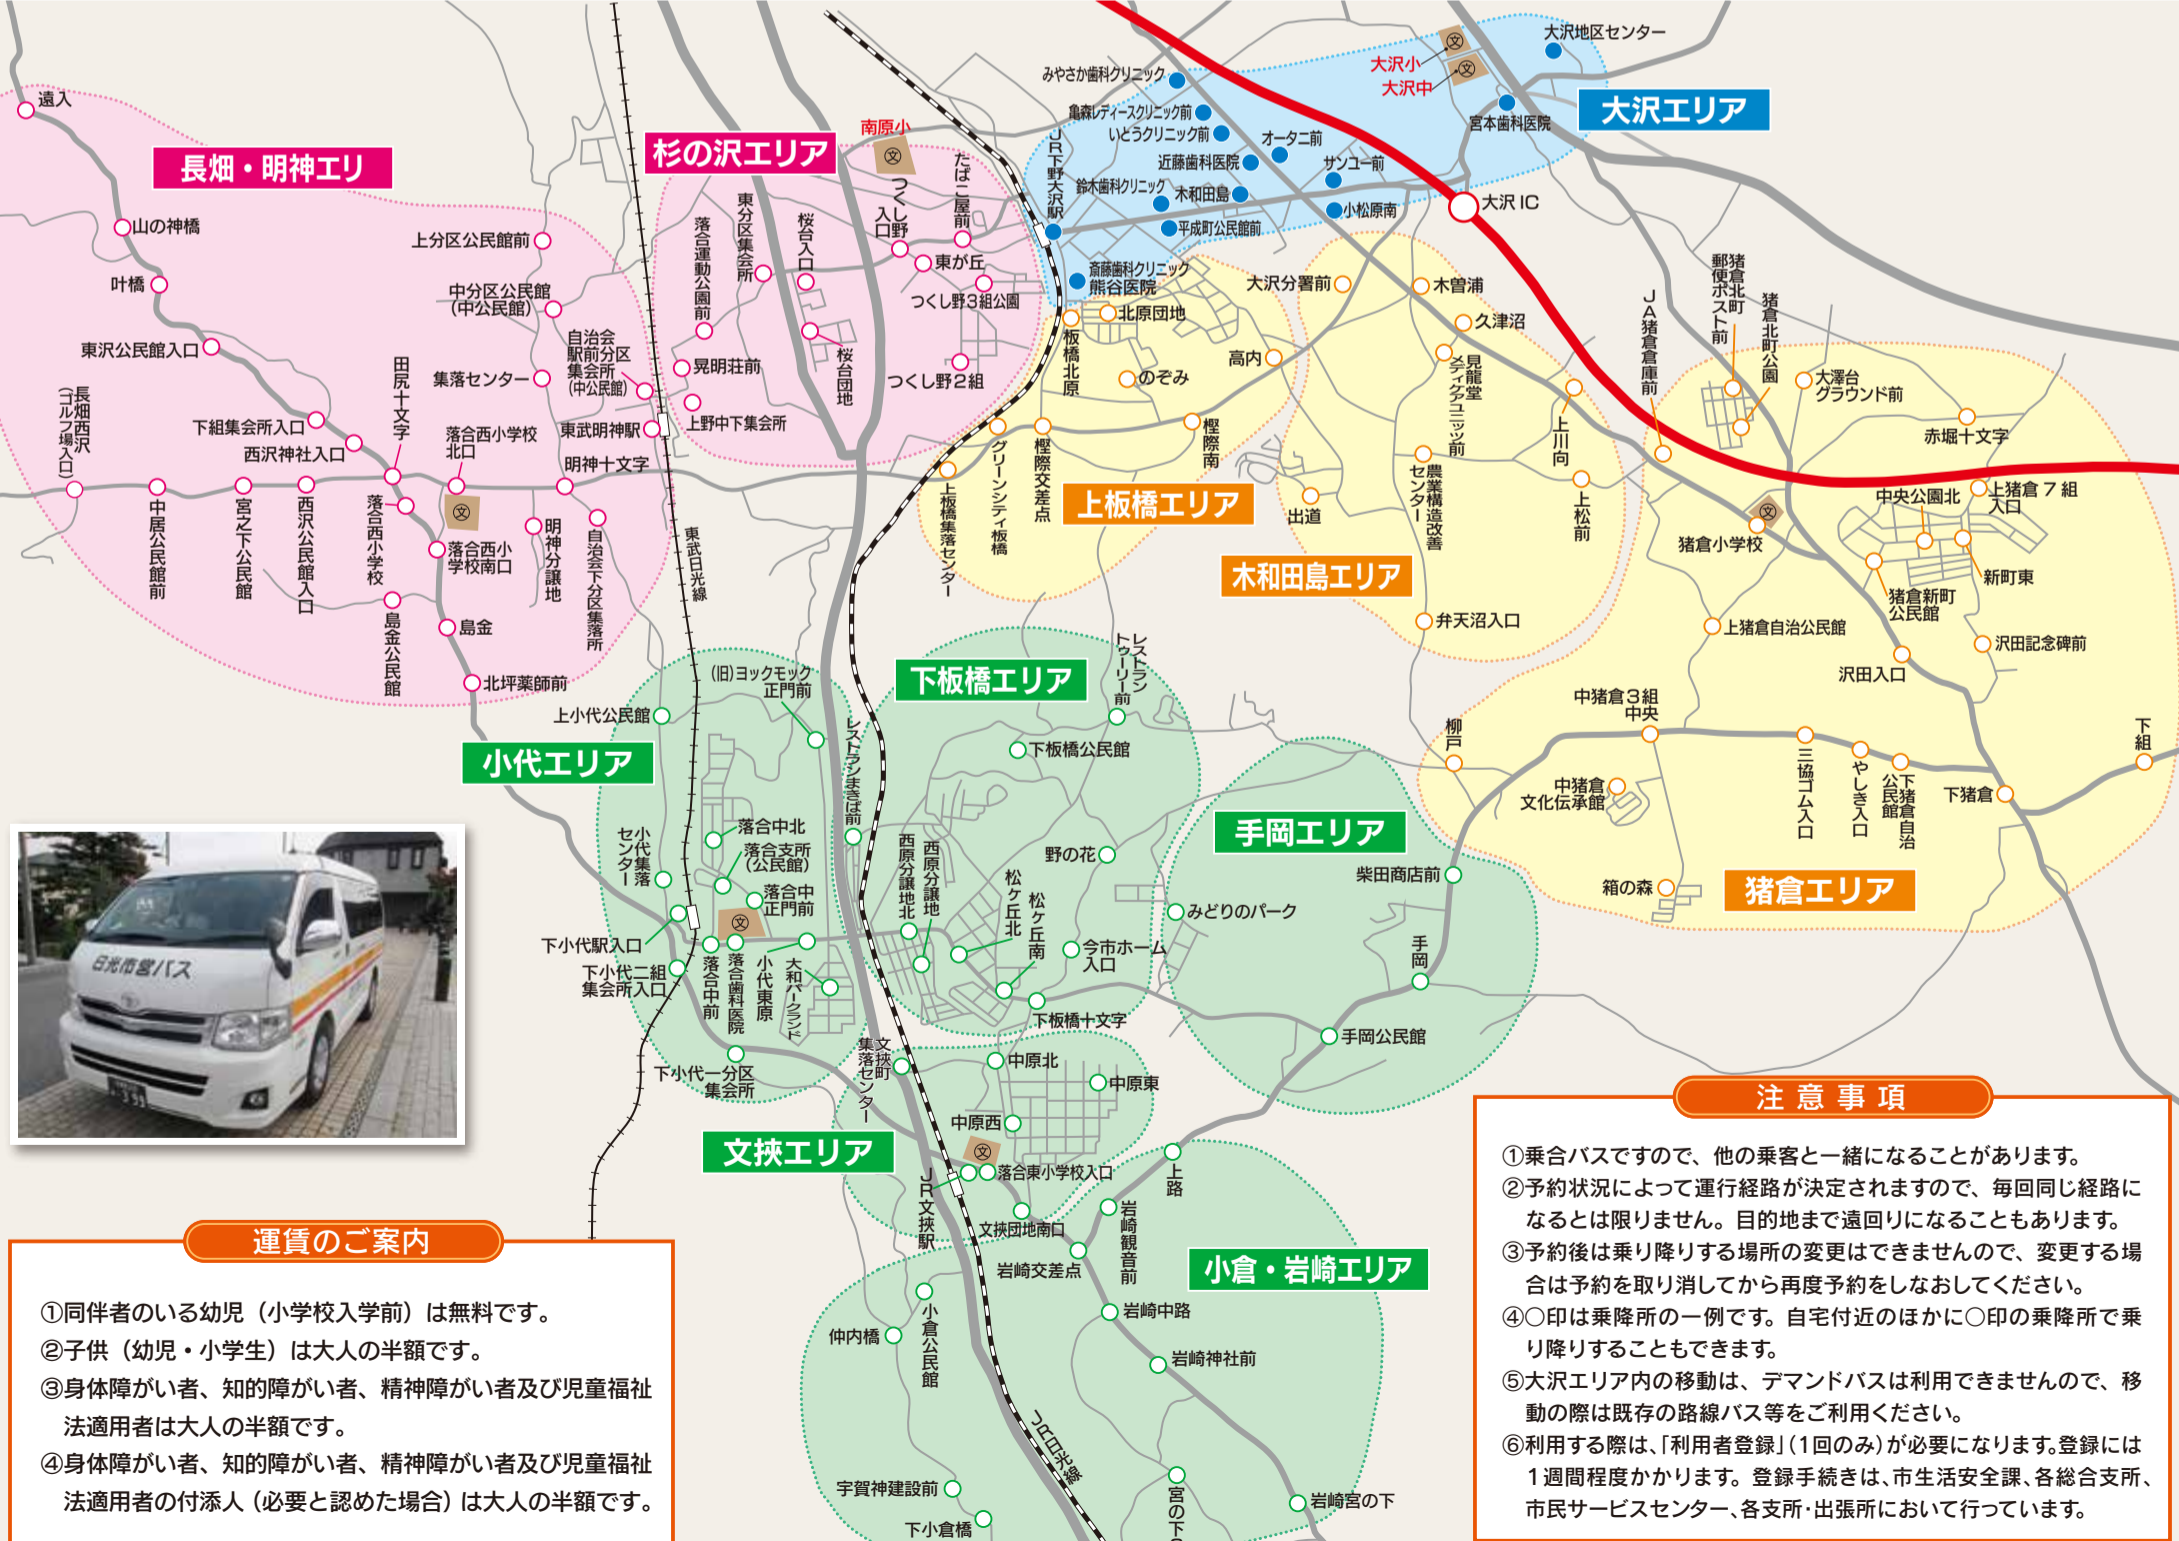 遠入
長畑・明神エリ
山の神橋
叶橋
東沢公民館入口
長畑西沢
(ゴルフ場入口)
下組集会所入口
西沢神社入口
田尻十文字
中居公民館前
宮之下公民館
西沢公民館入口
落合西小学校
北口
落合西小学校
落合西小
学校南口
島金公民館
島金
北坪薬師前
上分区公民館前
中分区公民館
(中公民館)
集落センター
自治会
駅前分区
集会所
(中公民館)
東武明神駅
明神十文字
明神分譲地
自治会下分区集落所
東武日光線
杉の沢エリア
南原小
落合運動公園前
東分区集会所
桜台入口
つくし野
入口
たばこ屋前
東が丘
つくし野3組公園
晃明荘前
上野中下集会所
桜台団地
つくし野2組
大沢エリア
大沢地区センター
大沢小
大沢中
宮本歯科医院
みやさか歯科クリニック
亀森レディースクリニック前
いとうクリニック前
近藤歯科医院
オータニ前
サンユー前
鈴木歯科クリニック
木和田島
小松原南
平成町公民館前
JR下野大沢駅
斎藤歯科クリニック
熊谷医院
大沢IC
上板橋エリア
板橋北原
北原団地
のぞみ
高内
大沢分署前
グリーンシティ板橋
樫際交差点
樫際南
上板橋集落センター
木和田島エリア
木曽浦
久津沼
見龍堂
メディケアユニッツ前
農業構造改善
センター
上川向
上松前
出道
弁天沼入口
猪倉エリア
JA猪倉倉庫前
猪倉北町
郵便ポスト前
猪倉北町公園
大澤台
グラウンド前
赤堀十文字
中央公園北
上猪倉7組
入口
猪倉小学校
新町東
猪倉新町
公民館
上猪倉自治公民館
沢田記念碑前
沢田入口
中猪倉3組
中央
柳戸
中猪倉
文化伝承館
三協ゴム入口
やしき入口
下猪倉自治
公民館
下猪倉
下組
箱の森
小代エリア
上小代公民館
(旧)ヨックモック
正門前
レストランまきば前
小代集落
センター
落合中北
落合支所
(公民館)
落合中
正門前
下小代駅入口
下小代二組
集会所入口
落合中前
落合歯科医院
小代東原
大和パークランド
下小代一分区
集会所
下板橋エリア
レストラン
トゥーリー前
下板橋公民館
野の花
西原分譲地北
西原分譲地
松ヶ丘北
松ヶ丘南
今市ホーム
入口
下板橋十文字
手岡エリア
柴田商店前
みどりのパーク
手岡
手岡公民館
文挾エリア
文挾町
集落センター
中原北
中原東
中原西
落合東小学校入口
JR文挾駅
文挾団地南口
小倉・岩崎エリア
上路
岩崎観音前
岩崎交差点
岩崎中路
岩崎神社前
小倉公民館
仲内橋
JR日光線
宇賀神建設前
下小倉橋
宮の下
岩崎宮の下
日光市営バス
運賃のご案内
①同伴者のいる幼児（小学校入学前）は無料です。
②子供（幼児・小学生）は大人の半額です。
③身体障がい者、知的障がい者、精神障がい者及び児童福祉
法適用者は大人の半額です。
④身体障がい者、知的障がい者、精神障がい者及び児童福祉
法適用者の付添人（必要と認めた場合）は大人の半額です。
注意事項
①乗合バスですので、他の乗客と一緒になることがあります。
②予約状況によって運行経路が決定されますので、毎回同じ経路に
なるとは限りません。目的地まで遠回りになることもあります。
③予約後は乗り降りする場所の変更はできませんので、変更する場
合は予約を取り消してから再度予約をしなおしてください。
④○印は乗降所の一例です。自宅付近のほかに○印の乗降所で乗
り降りすることもできます。
⑤大沢エリア内の移動は、デマンドバスは利用できませんので、移
動の際は既存の路線バス等をご利用ください。
⑥利用する際は、「利用者登録」（1回のみ）が必要になります。登録には
1週間程度かかります。登録手続きは、市生活安全課、各総合支所、
市民サービスセンター、各支所・出張所において行っています。